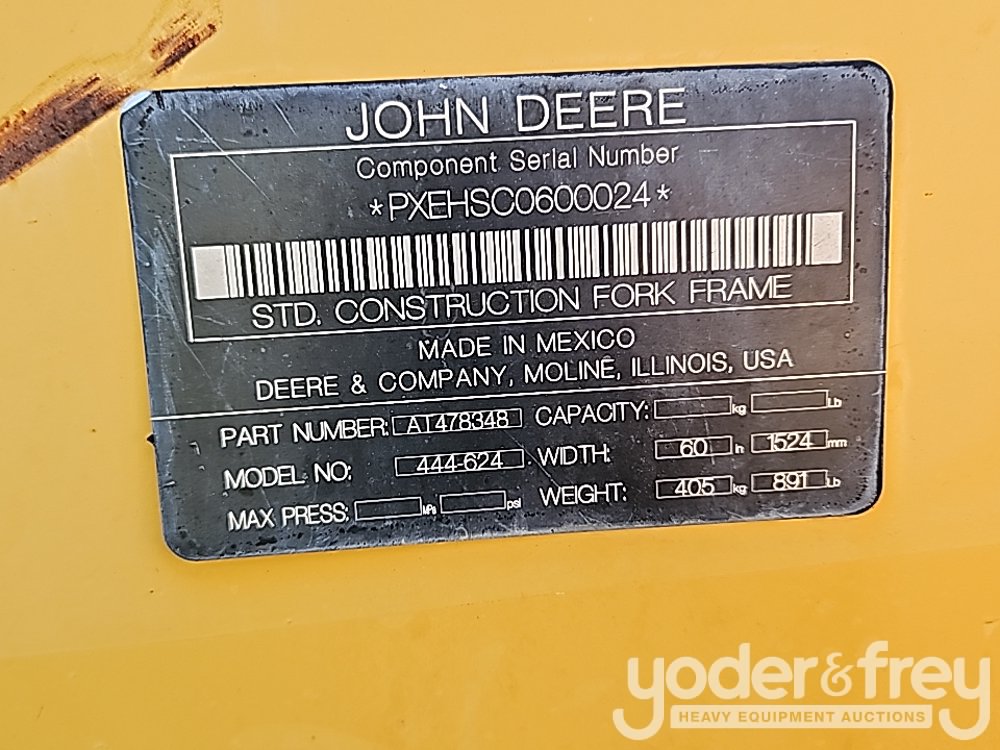 JOHN DEERE
Component Serial Number
*PXEHSC0600024*
STD. CONSTRUCTION FORK FRAME
MADE IN MEXICO
DEERE & COMPANY, MOLINE, ILLINOIS, USA
PART NUMBER: AT478348 CAPACITY: kg Lb
MODEL NO: 444-624 WIDTH: 60 in 1524 mm
MAX PRESS: MPa psi WEIGHT: 405 kg 891 Lb
yoder&frey
HEAVY EQUIPMENT AUCTIONS